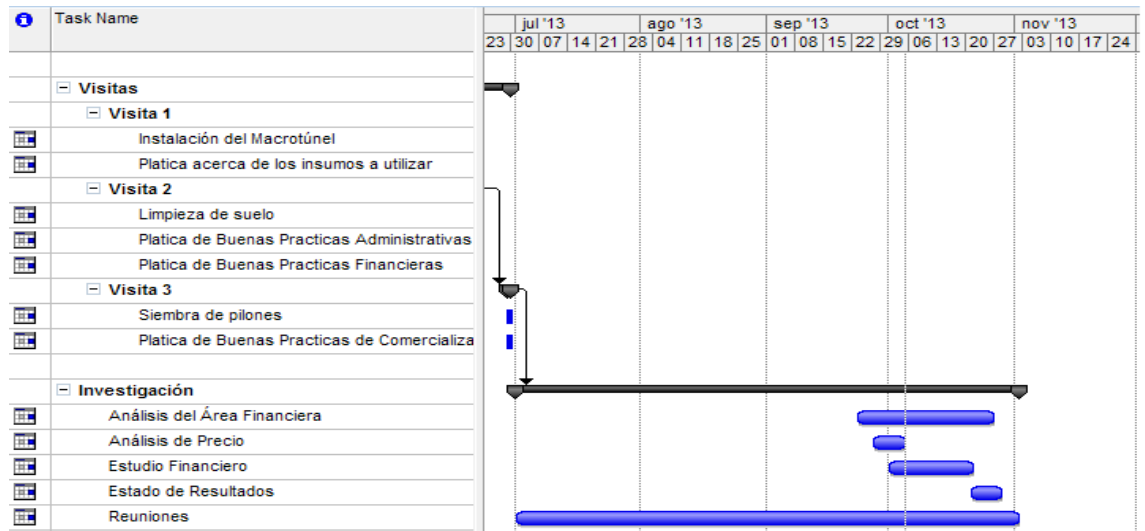 Task Name
jul '13 ago '13 sep '13 oct '13 nov '13
23 30 07 14 21 28 04 11 18 25 01 08 15 22 29 06 13 20 27 03 10 17 24
Visitas
Visita 1
Instalación del Macrotúnel
Platica acerca de los insumos a utilizar
Visita 2
Limpieza de suelo
Platica de Buenas Practicas Administrativas
Platica de Buenas Practicas Financieras
Visita 3
Siembra de pilones
Platica de Buenas Practicas de Comercializa
Investigación
Análisis del Área Financiera
Análisis de Precio
Estudio Financiero
Estado de Resultados
Reuniones